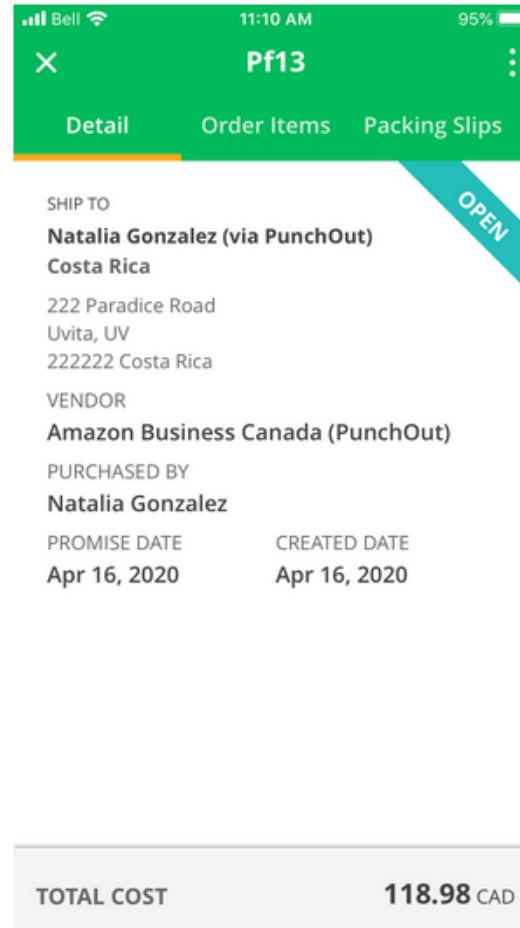 Bell 11:10 AM 95%
Pf13
Detail Order Items Packing Slips
OPEN
SHIP TO
Natalia Gonzalez (via PunchOut)
Costa Rica
222 Paradice Road
Uvita, UV
222222 Costa Rica
VENDOR
Amazon Business Canada (PunchOut)
PURCHASED BY
Natalia Gonzalez
PROMISE DATE CREATED DATE
Apr 16, 2020 Apr 16, 2020
TOTAL COST 118.98 CAD